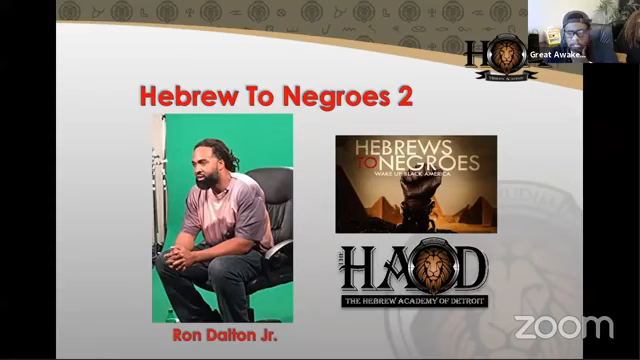 Great Awake...
Hebrew To Negroes 2
HEBREWS
TO NEGROES
WAKE UP BLACK AMERICA
THE HAOD
THE HEBREW ACADEMY OF DETROIT
Ron Dalton Jr.
zoom